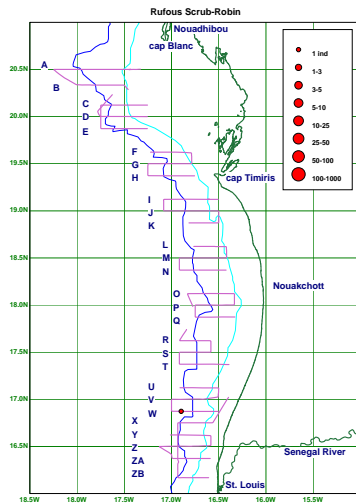 Rufous Scrub-Robin
Nouadhibou
cap Blanc
1 ind
1-3
3-5
5-10
10-25
25-50
50-100
100-1000
20.5N
20.0N
19.5N
19.0N
18.5N
18.0N
17.5N
17.0N
16.5N
A
B
C
D
E
F
G
H
cap Timiris
I
J
K
L
M
N
Nouakchott
O
P
Q
R
S
T
U
V
W
X
Y
Z
ZA
ZB
Senegal River
St. Louis
18.5W
18.0W
17.5W
17.0W
16.5W
16.0W
15.5W